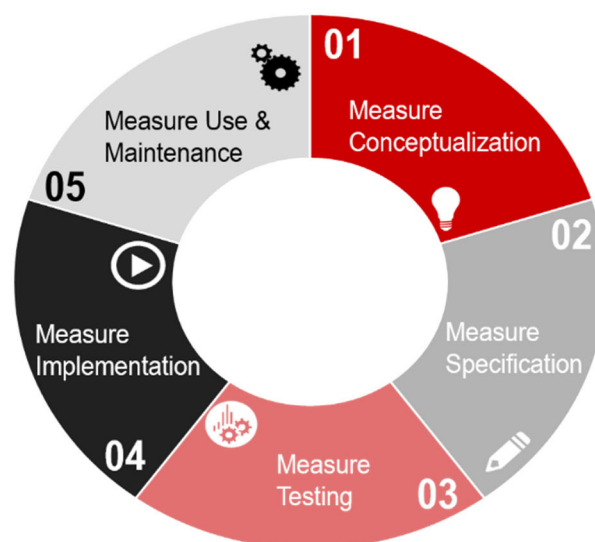 01
Measure
Conceptualization
02
Measure
Specification
03
Measure
Testing
04
Measure
Implementation
05
Measure Use &
Maintenance